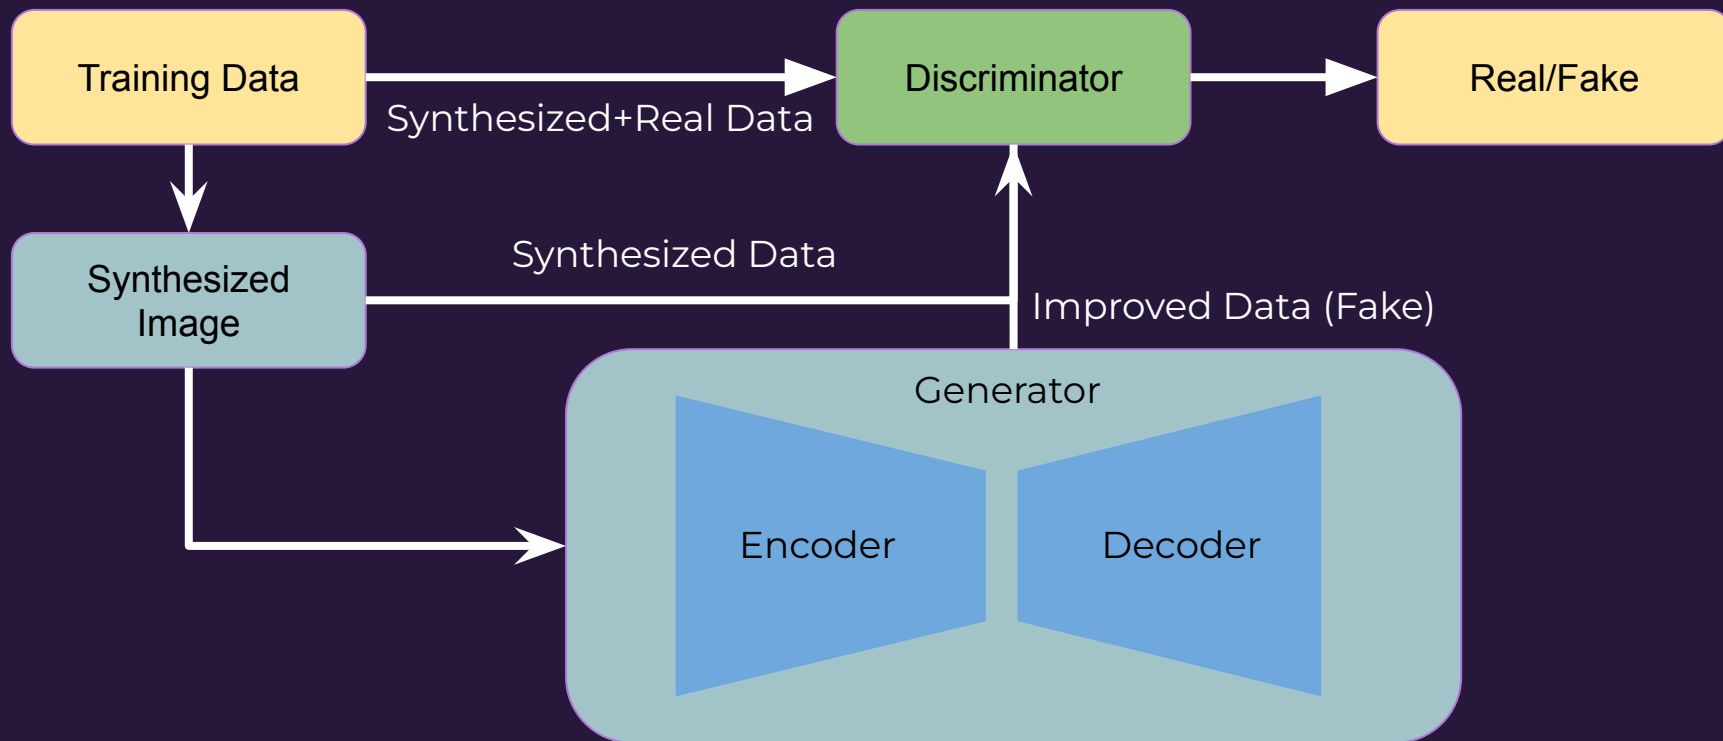 Training Data
Discriminator
Real/Fake
Synthesized+Real Data
Synthesized
Image
Synthesized Data
Improved Data (Fake)
Generator
Encoder
Decoder